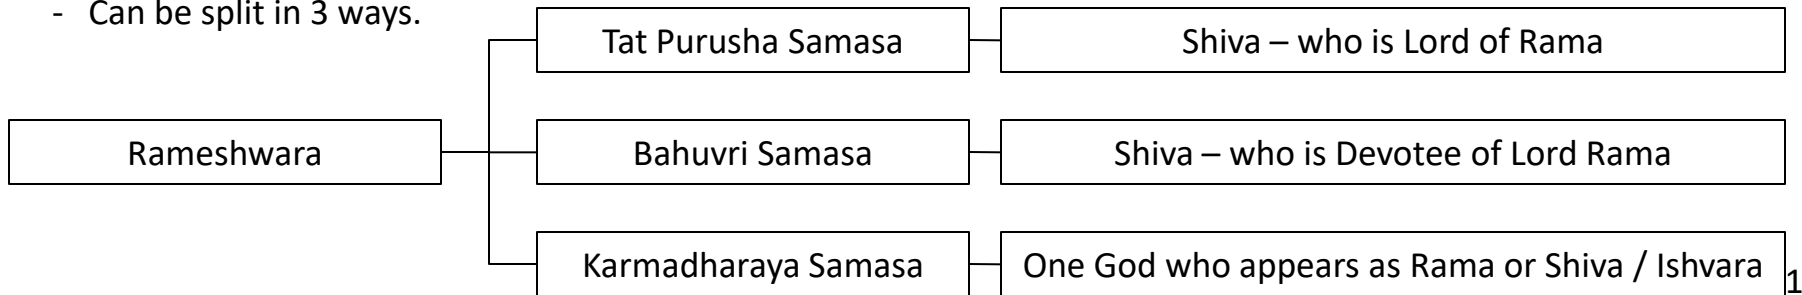 - Can be split in 3 ways.
Tat Purusha Samasa
Shiva – who is Lord of Rama
Rameshwara
Bahuvri Samasa
Shiva – who is Devotee of Lord Rama
Karmadharaya Samasa
One God who appears as Rama or Shiva / Ishvara
1